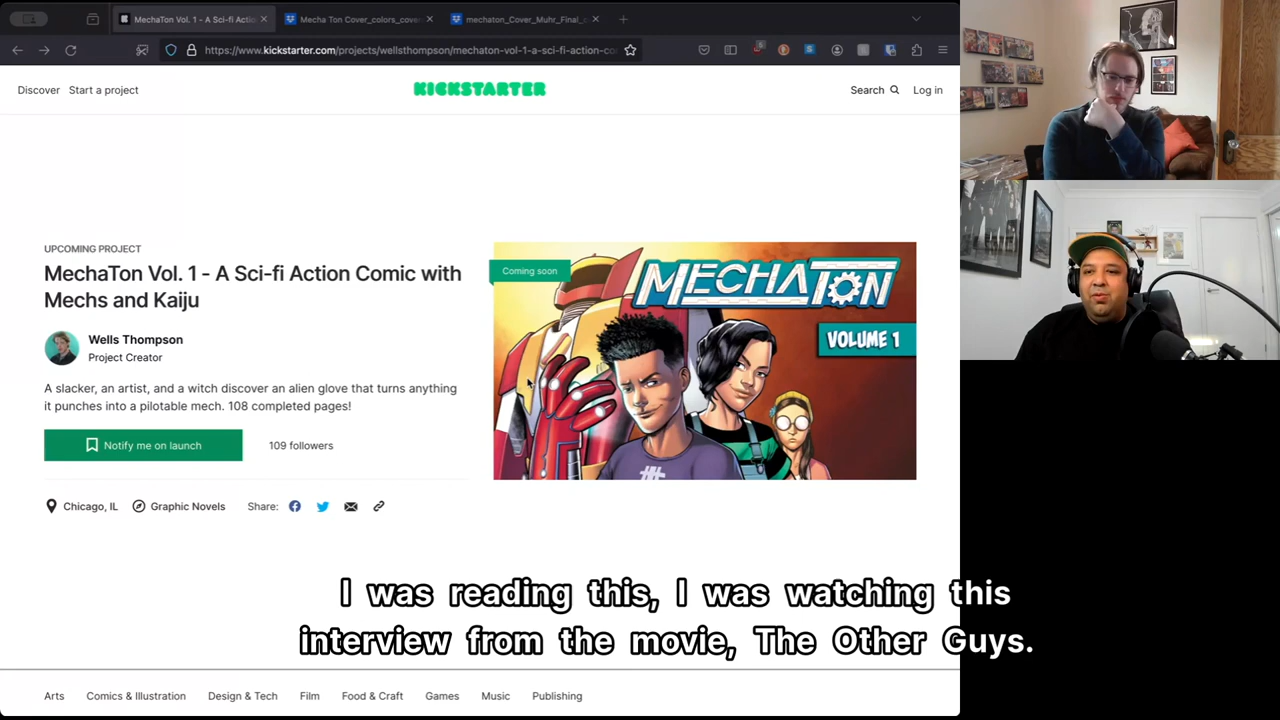 MechaTon Vol. 1 - A Sci-fi Actio
Mecha Ton Cover_colors_cover
mechaton_Cover_Muhr_Final_c
https://www.kickstarter.com/projects/wellsthompson/mechaton-vol-1-a-sci-fi-action-co
Discover Start a project
KICKSTARTER
Search Log in
UPCOMING PROJECT
MechaTon Vol. 1 - A Sci-fi Action Comic with
Mechs and Kaiju
Wells Thompson
Project Creator
A slacker, an artist, and a witch discover an alien glove that turns anything
it punches into a pilotable mech. 108 completed pages!
Notify me on launch
109 followers
Chicago, IL Graphic Novels Share:
Coming soon
MECHATON
VOLUME 1
I was reading this, I was watching this
interview from the movie, The Other Guys.
Arts Comics & Illustration Design & Tech Film Food & Craft Games Music Publishing